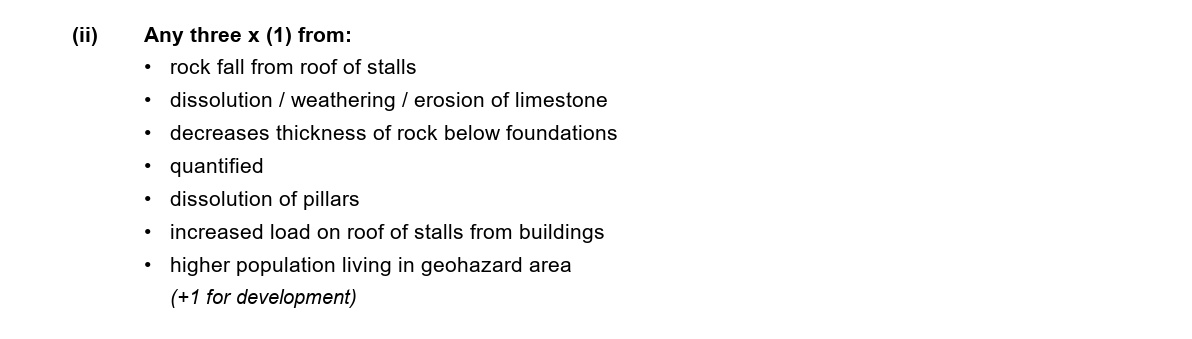 (ii) Any three x (1) from:
• rock fall from roof of stalls
• dissolution / weathering / erosion of limestone
• decreases thickness of rock below foundations
• quantified
• dissolution of pillars
• increased load on roof of stalls from buildings
• higher population living in geohazard area
(+1 for development)